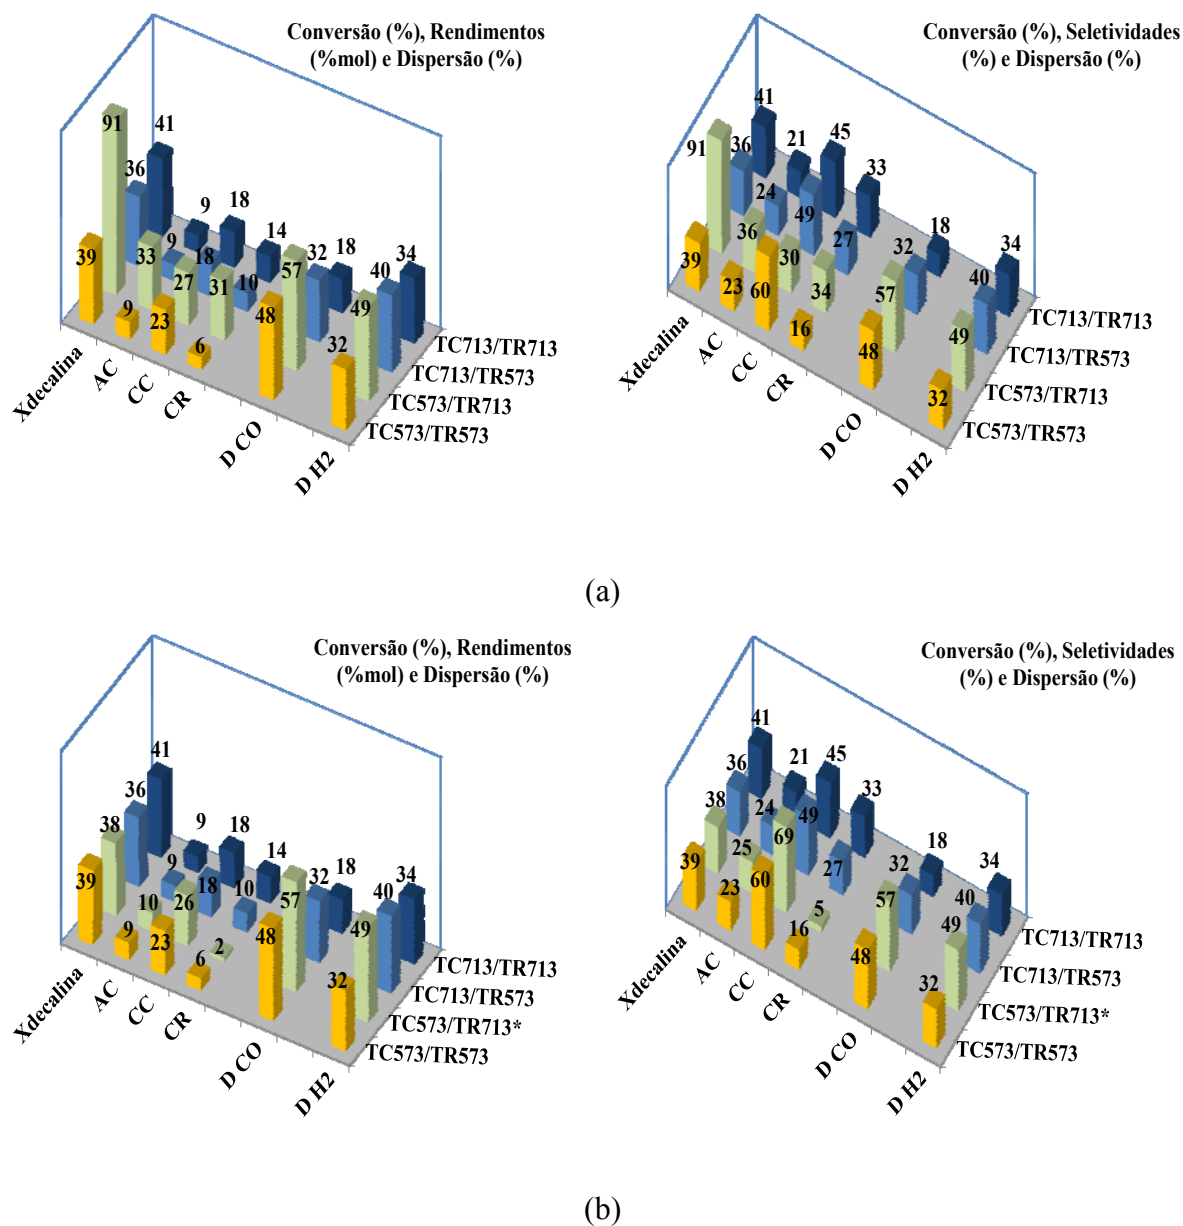 Conversão (%), Rendimentos
(%mol) e Dispersão (%)
91
41
36
39
9
18
14
9
18
10
33
27
31
9
23
6
32
18
34
57
40
48
49
32
Xdecalina
AC
CC
CR
D CO
D H2
TC713/TR713
TC713/TR573
TC573/TR713
TC573/TR573
Conversão (%), Seletividades
(%) e Dispersão (%)
41
91
36
39
21
45
33
24
49
27
36
30
34
23
60
16
18
34
32
40
57
49
48
32
Xdecalina
AC
CC
CR
D CO
D H2
TC713/TR713
TC713/TR573
TC573/TR713
TC573/TR573
(a)
Conversão (%), Rendimentos
(%mol) e Dispersão (%)
41
36
38
39
9
18
14
9
18
10
10
26
2
9
23
6
32
18
34
57
40
48
49
32
Xdecalina
AC
CC
CR
D CO
D H2
TC713/TR713
TC713/TR573
TC573/TR713*
TC573/TR573
Conversão (%), Seletividades
(%) e Dispersão (%)
41
36
38
39
21
45
33
24
49
27
25
69
5
23
60
16
18
34
32
40
57
49
48
32
Xdecalina
AC
CC
CR
D CO
D H2
TC713/TR713
TC713/TR573
TC573/TR713*
TC573/TR573
(b)